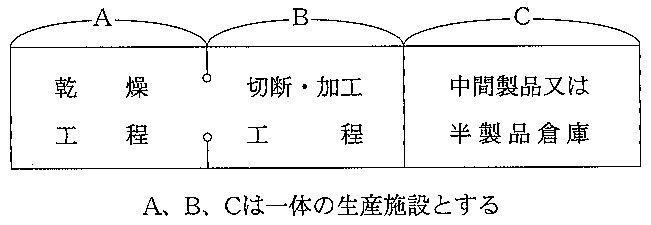 A B C
乾燥 切断・加工 中間製品又は
工程 工程 半製品倉庫
A、B、Cは一体の生産施設とする